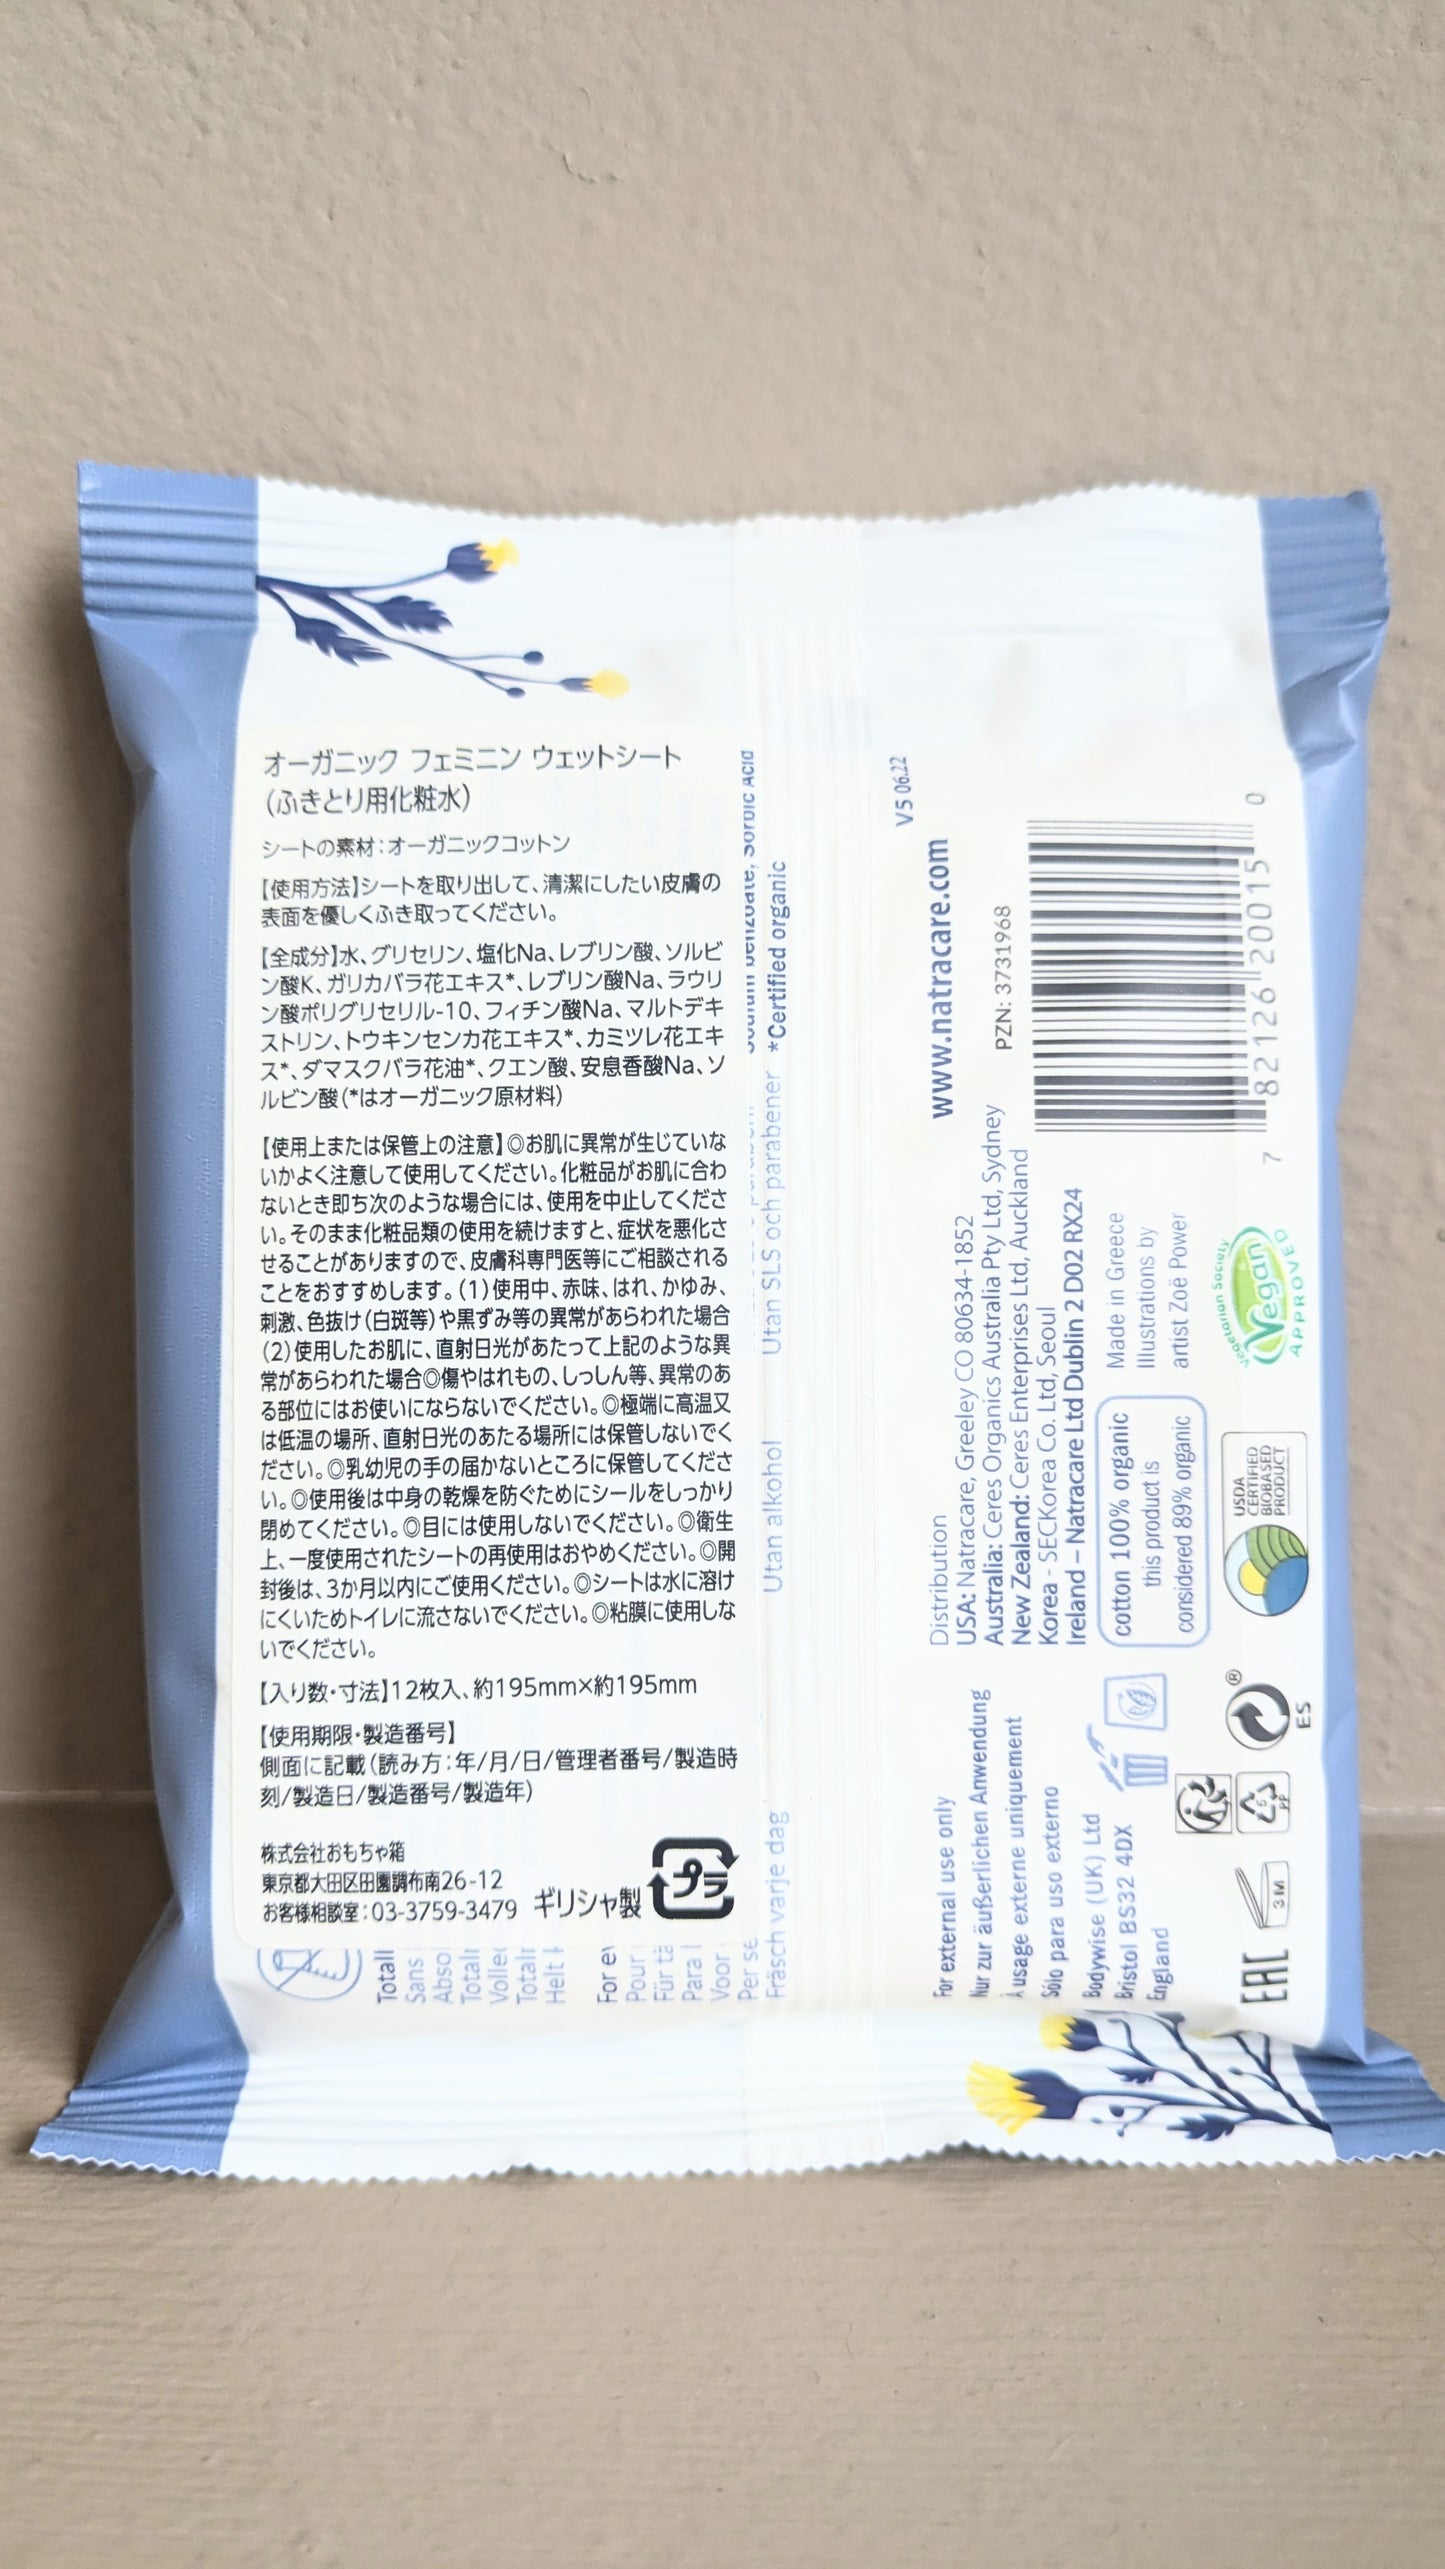 オーガニック フェミニン ウェットシート
(ふきとり用化粧水)
シートの素材:オーガニックコットン
【使用方法】シートを取り出して、清潔にしたい皮膚の
表面を優しくふき取ってください。
【全成分】水、グリセリン、塩化Na、レブリン酸、ソルビ
ン酸K、ガリカバラ花エキス*、レブリン酸Na、ラウリ
ン酸ポリグリセリル-10、フィチン酸Na、マルトデキ
ストリン、トウキンセンカ花エキス*、カミツレ花エキ
ス*、ダマスクバラ花油*、クエン酸、安息香酸Na、ソ
ルビン酸(*はオーガニック原材料)
【使用上または保管上の注意】◎お肌に異常が生じていな
いかよく注意して使用してください。化粧品がお肌に合わ
ないとき即ち次のような場合には、使用を中止してくださ
い。そのまま化粧品類の使用を続けますと、症状を悪化さ
せることがありますので、皮膚科専門医等にご相談される
ことをおすすめします。(1)使用中、赤味、はれ、かゆみ、
刺激、色抜け(白斑等)や黒ずみ等の異常があらわれた場合
(2)使用したお肌に、直射日光があたって上記のような異
常があらわれた場合◎傷やはれもの、しっしん等、異常のあ
る部位にはお使いにならないでください。◎極端に高温又
は低温の場所、直射日光のあたる場所には保管しないでく
ださい。◎乳幼児の手の届かないところに保管してくださ
い。◎使用後は中身の乾燥を防ぐためにシールをしっかり
閉めてください。◎目には使用しないでください。◎衛生
上、一度使用されたシートの再使用はおやめください。◎開
封後は、3か月以内にご使用ください。◎シートは水に溶け
にくいためトイレに流さないでください。◎粘膜に使用しな
いでください。
【入り数・寸法】12枚入、約195mm×約195mm
【使用期限・製造番号】
側面に記載(読み方:年/月/日/管理者番号/製造時
刻/製造日/製造番号/製造年)
株式会社おもちゃ箱
東京都大田区田園調布南26-12
お客様相談室:03-3759-3479 ギリシャ製
プラ
Totall
Sans
Abso
Totalr
Volle
Totalr
Helt
For e
Pour
Für tä
Para
Voor
Per se
Fräsch varje dag
Utan alkohol
Utan SLS och parabener
Sodium benzoate, Sorbic Acid
*Certified organic
V5 06.22
www.natracare.com
PZN: 3731968
Distribution
USA: Natracare, Greeley CO 80634-1852
Australia: Ceres Organics Australia Pty Ltd, Sydney
New Zealand: Ceres Enterprises Ltd, Auckland
Korea - SECKorea Co. Ltd, Seoul
Ireland – Natracare Ltd Dublin 2 D02 RX24
For external use only
Nur zur äußerlichen Anwendung
À usage externe uniquement
Sólo para uso externo
Bodywise (UK) Ltd
Bristol BS32 4DX
England
cotton 100% organic
this product is
considered 89% organic
Made in Greece
Illustrations by
artist Zoë Power
7 82126 20015 0
Vegetarian Society
Vegan
APPROVED
USDA
CERTIFIED
BIOBASED
PRODUCT
®
ES
5
PP
3M
EAC